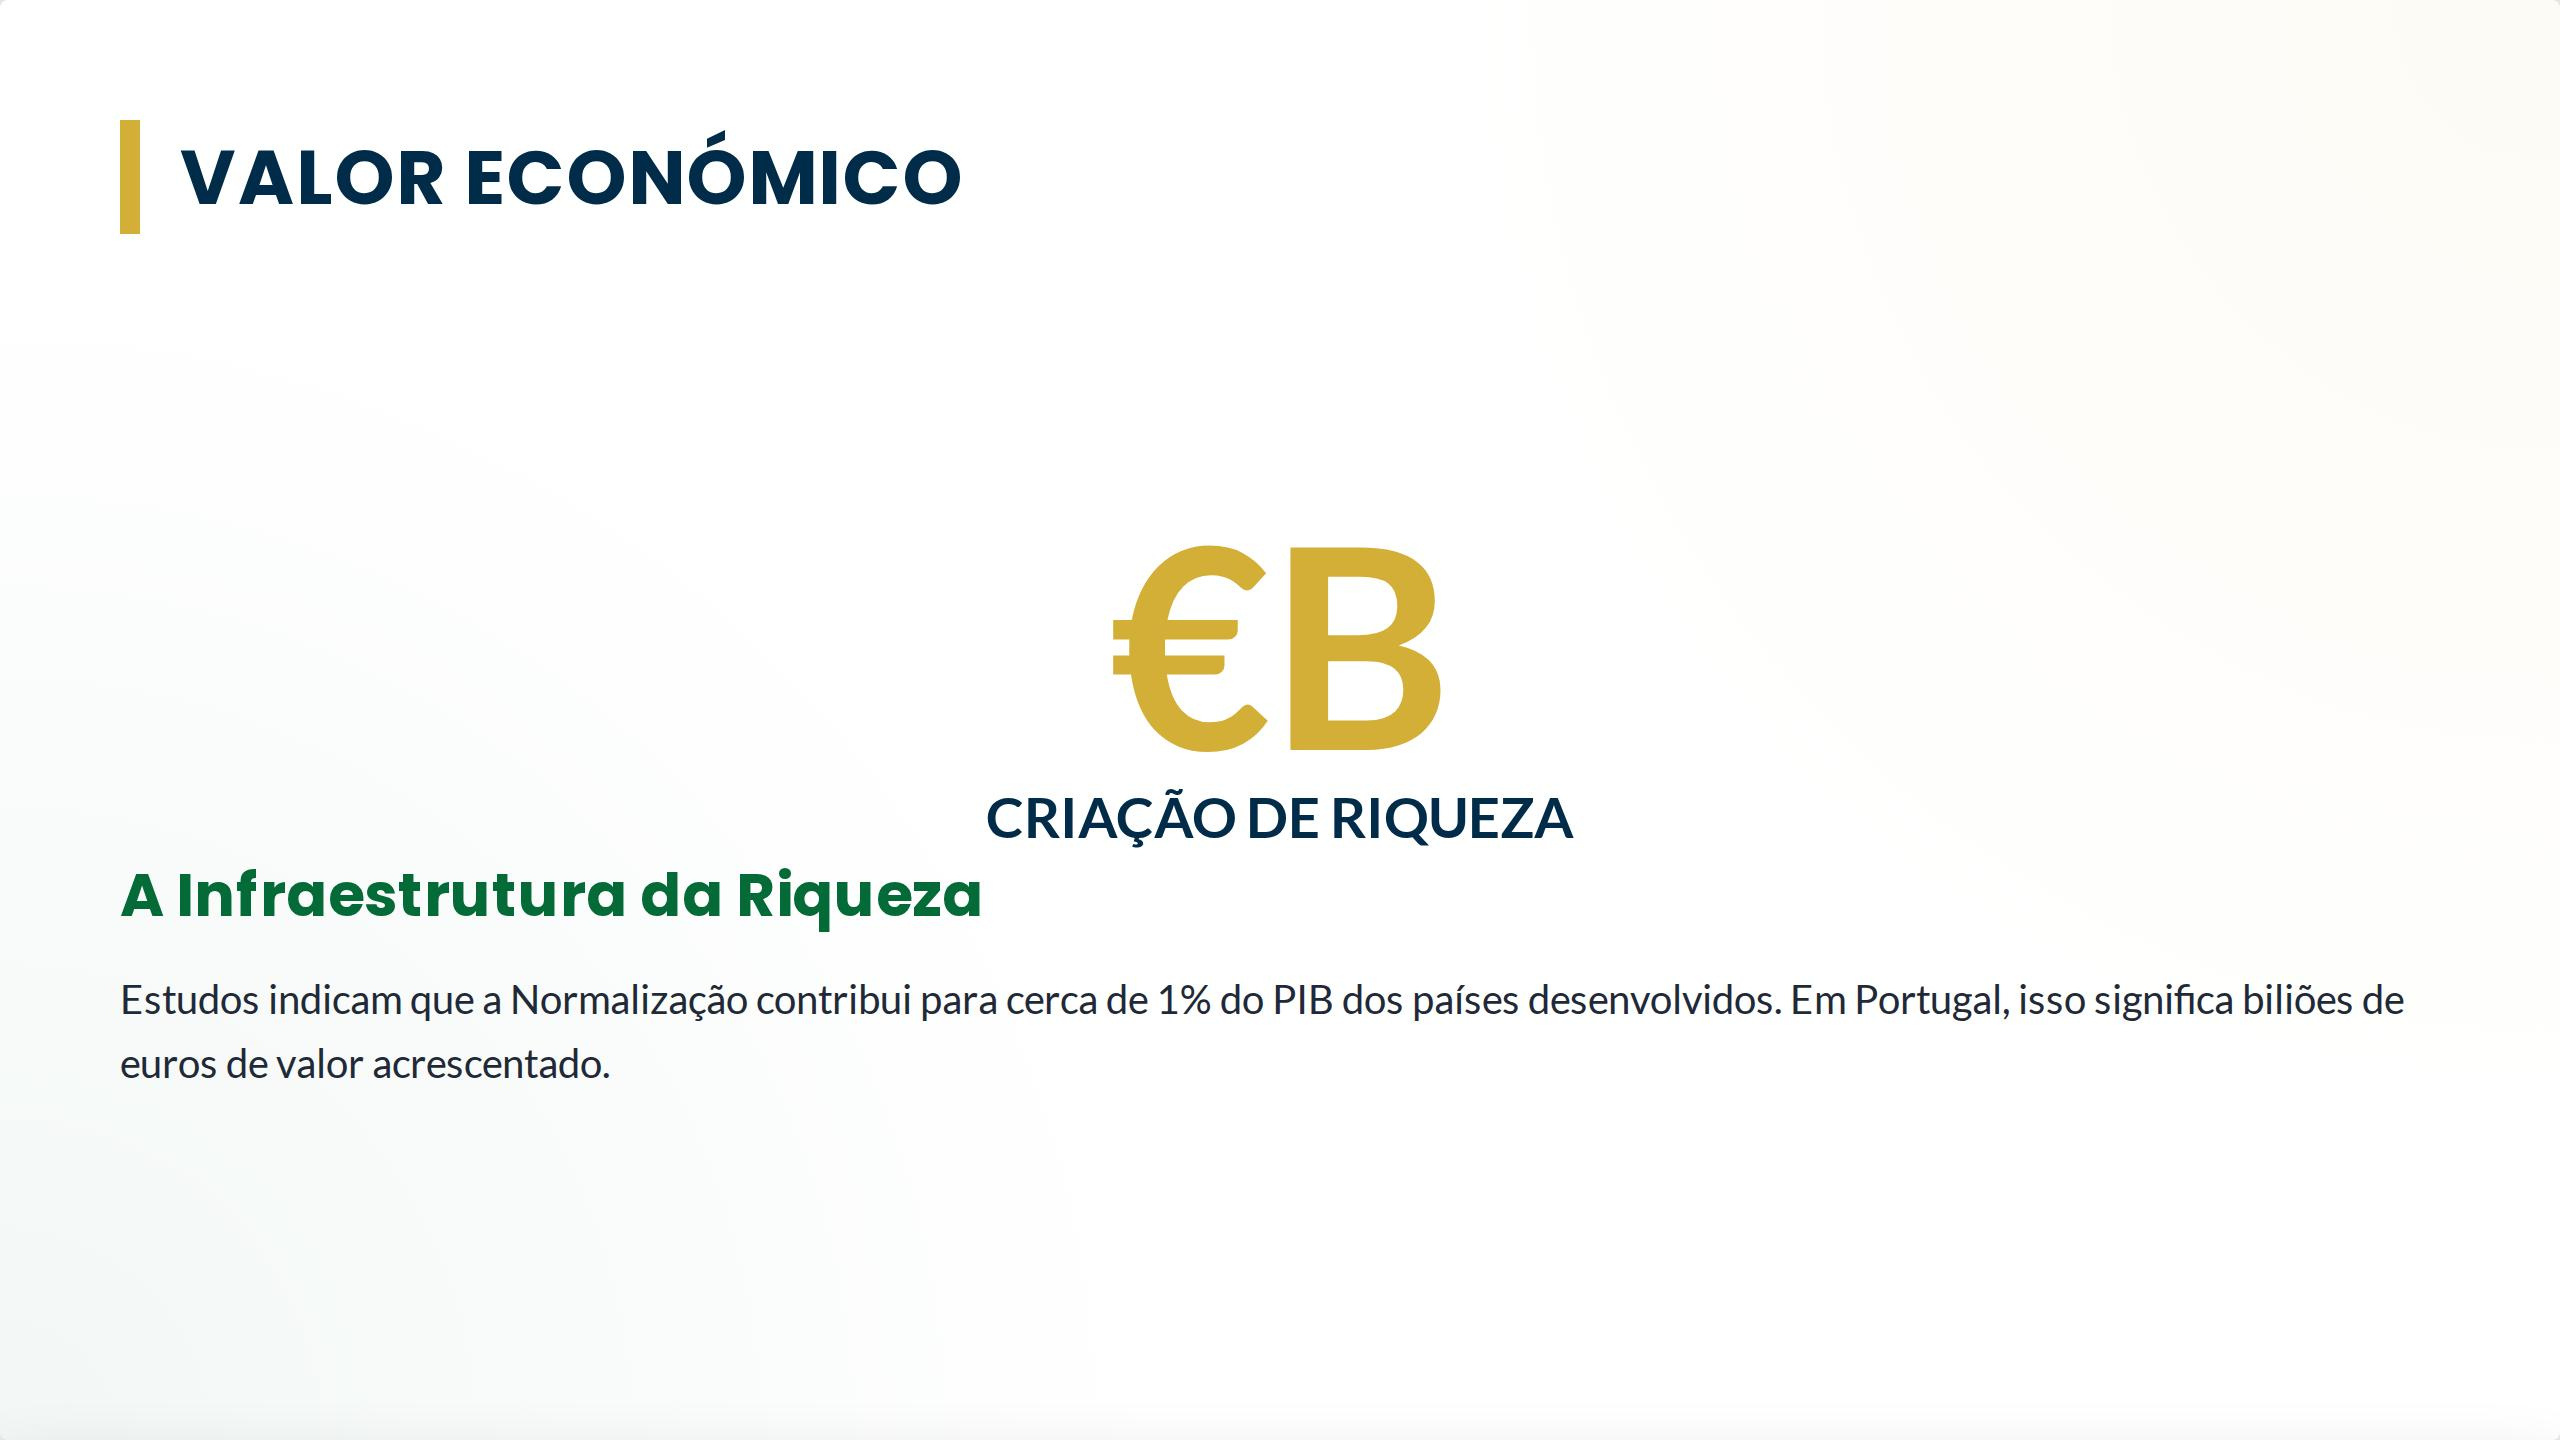 VALOR ECONÓMICO
€B
CRIAÇÃO DE RIQUEZA
A Infraestrutura da Riqueza
Estudos indicam que a Normalização contribui para cerca de 1% do PIB dos países desenvolvidos. Em Portugal, isso significa biliões de
euros de valor acrescentado.